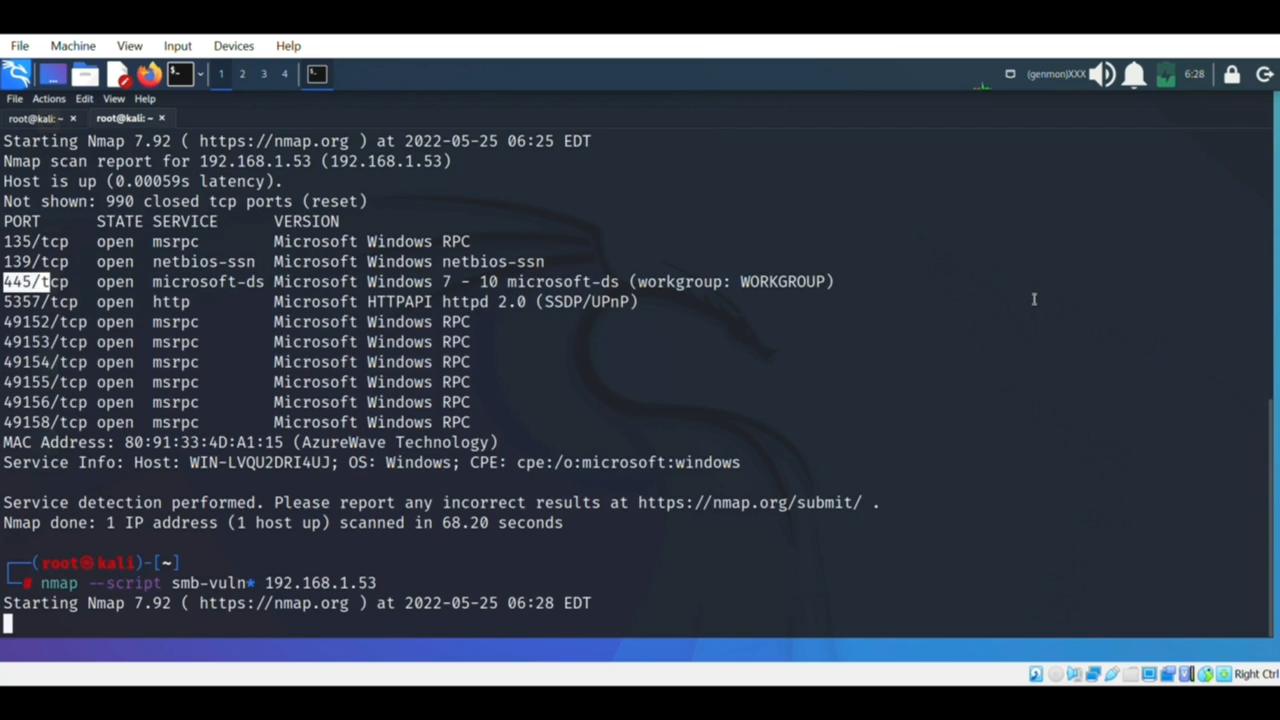 File Machine View Input Devices Help
1 2 3 4 (genmon)XXX 6:28
File Actions Edit View Help
root@kali: ~ × root@kali: ~ ×
Starting Nmap 7.92 ( https://nmap.org ) at 2022-05-25 06:25 EDT
Nmap scan report for 192.168.1.53 (192.168.1.53)
Host is up (0.00059s latency).
Not shown: 990 closed tcp ports (reset)
PORT STATE SERVICE VERSION
135/tcp open msrpc Microsoft Windows RPC
139/tcp open netbios-ssn Microsoft Windows netbios-ssn
445/tcp open microsoft-ds Microsoft Windows 7 - 10 microsoft-ds (workgroup: WORKGROUP)
5357/tcp open http Microsoft HTTPAPI httpd 2.0 (SSDP/UPnP)
49152/tcp open msrpc Microsoft Windows RPC
49153/tcp open msrpc Microsoft Windows RPC
49154/tcp open msrpc Microsoft Windows RPC
49155/tcp open msrpc Microsoft Windows RPC
49156/tcp open msrpc Microsoft Windows RPC
49158/tcp open msrpc Microsoft Windows RPC
MAC Address: 80:91:33:4D:A1:15 (AzureWave Technology)
Service Info: Host: WIN-LVQU2DRI4UJ; OS: Windows; CPE: cpe:/o:microsoft:windows
Service detection performed. Please report any incorrect results at https://nmap.org/submit/ .
Nmap done: 1 IP address (1 host up) scanned in 68.20 seconds
┌──(root㉿kali)-[~]
└─# nmap --script smb-vuln* 192.168.1.53
Starting Nmap 7.92 ( https://nmap.org ) at 2022-05-25 06:28 EDT
Right Ctrl